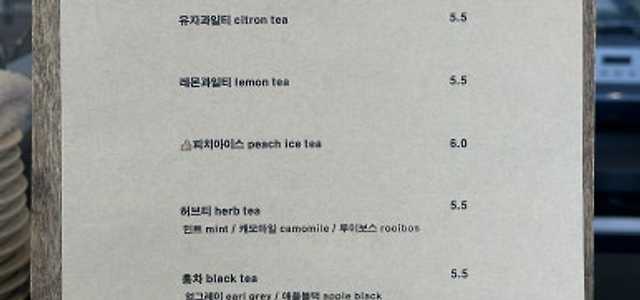 유자과일티 citron tea 5.5
레몬과일티 lemon tea 5.5
피치아이스 peach ice tea 6.0
허브티 herb tea 5.5
민트 mint / 캐모마일 camomile / 루이보스 rooibos
홍차 black tea 5.5
얼그레이 earl grey / 애플블랙 apple black